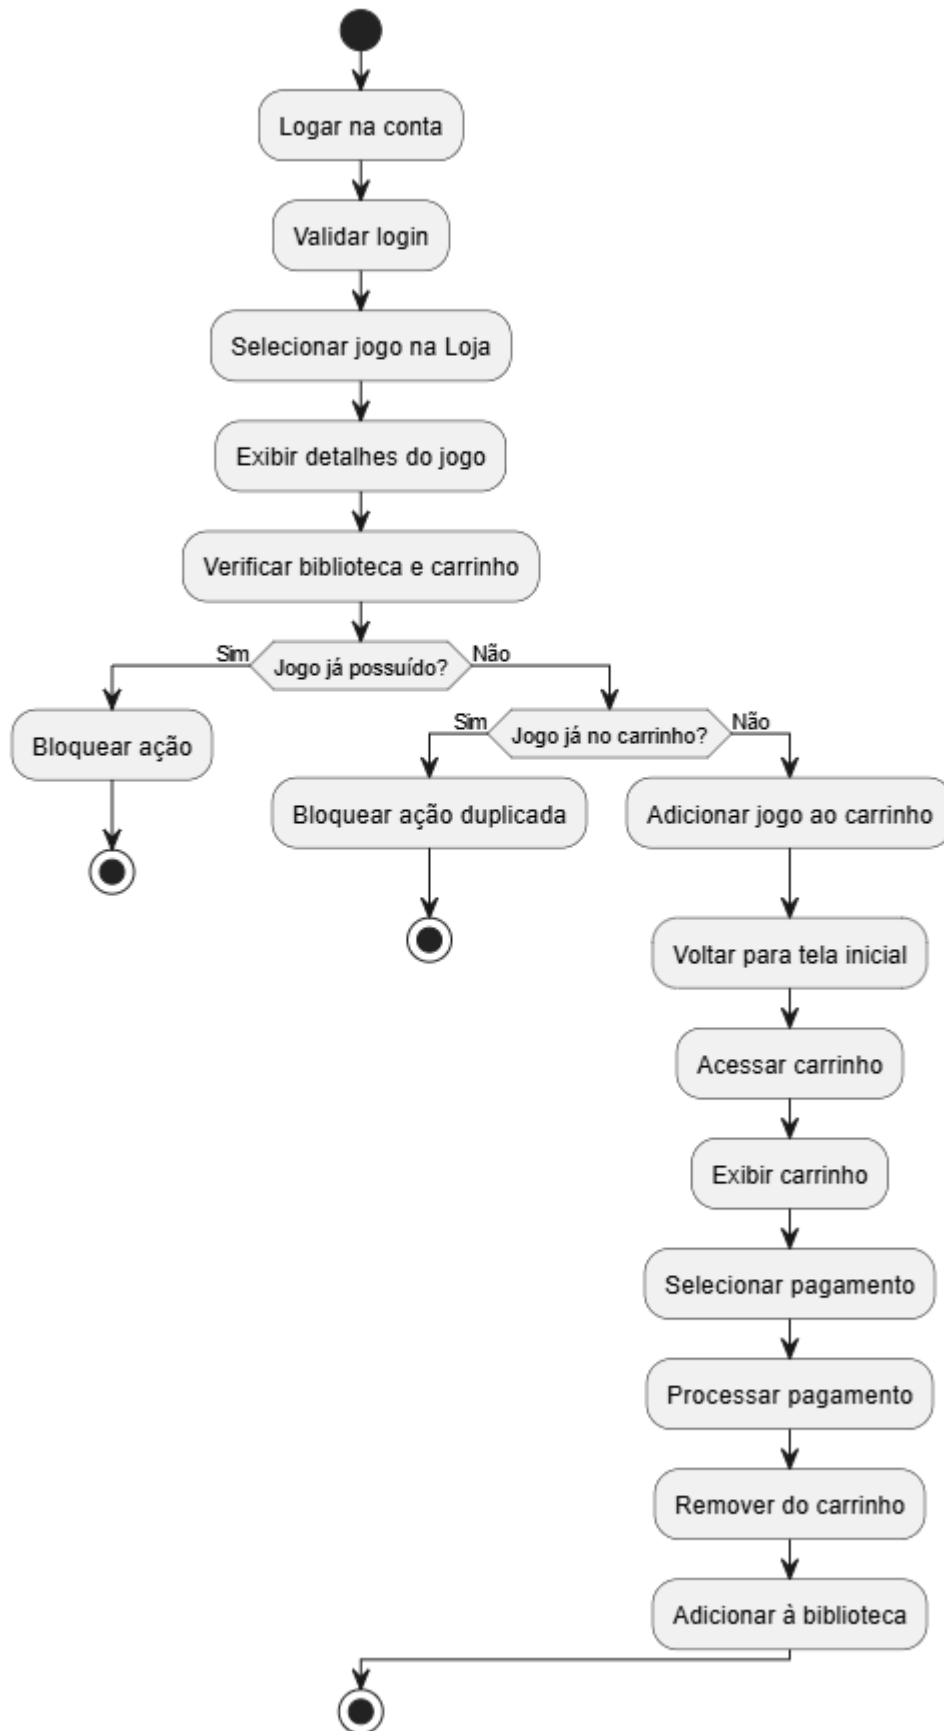 Logar na conta
Validar login
Selecionar jogo na Loja
Exibir detalhes do jogo
Verificar biblioteca e carrinho
Sim
Jogo já possuído?
Não
Bloquear ação
Sim
Jogo já no carrinho?
Não
Bloquear ação duplicada
Adicionar jogo ao carrinho
Voltar para tela inicial
Acessar carrinho
Exibir carrinho
Selecionar pagamento
Processar pagamento
Remover do carrinho
Adicionar à biblioteca